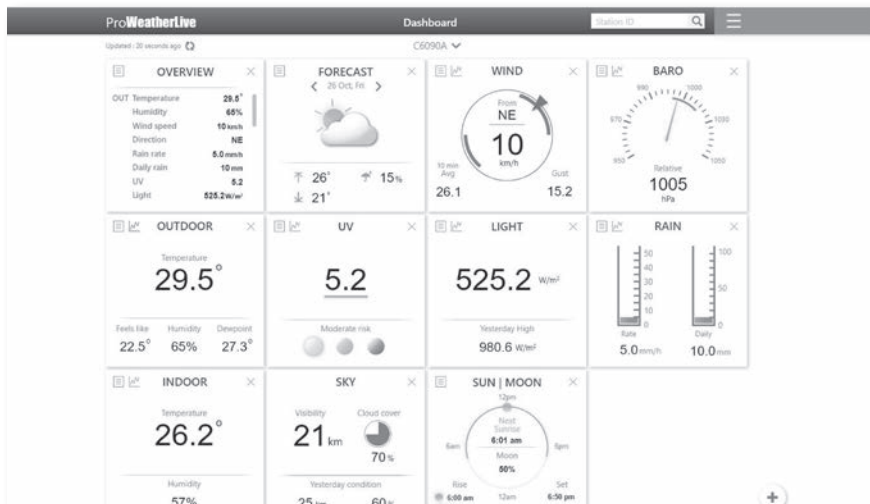 ProWeatherLive
Dashboard
Station ID
Updated : 20 seconds ago
C6090A
OVERVIEW
OUT Temperature 29.5°
Humidity 65%
Wind speed 10 km/h
Direction NE
Rain rate 5.0 mm/h
Daily rain 10 mm
UV 5.2
Light 525.2 W/m²
FORECAST
26 Oct, Fri
26° 15%
21°
WIND
From
NE
10
km/h
10 min
Avg Gust
26.1 15.2
BARO
990 1000
970 1030
950 1050
Relative
1005
hPa
OUTDOOR
Temperature
29.5°
Feels like Humidity Dewpoint
22.5° 65% 27.3°
UV
5.2
Moderate risk
LIGHT
525.2 W/m²
Yesterday High
980.6 W/m²
RAIN
50 100
40
30 50
20
10
0 0
Rate Daily
5.0 mm/h 10.0 mm
INDOOR
Temperature
26.2°
Humidity
57%
SKY
Visibility Cloud cover
21 km
70%
Yesterday condition
25 km 60%
SUN | MOON
12pm
Next
Sunrise
6am 6:01 am 6pm
Moon
50%
Rise Set
6:00 am 12am 6:50 pm